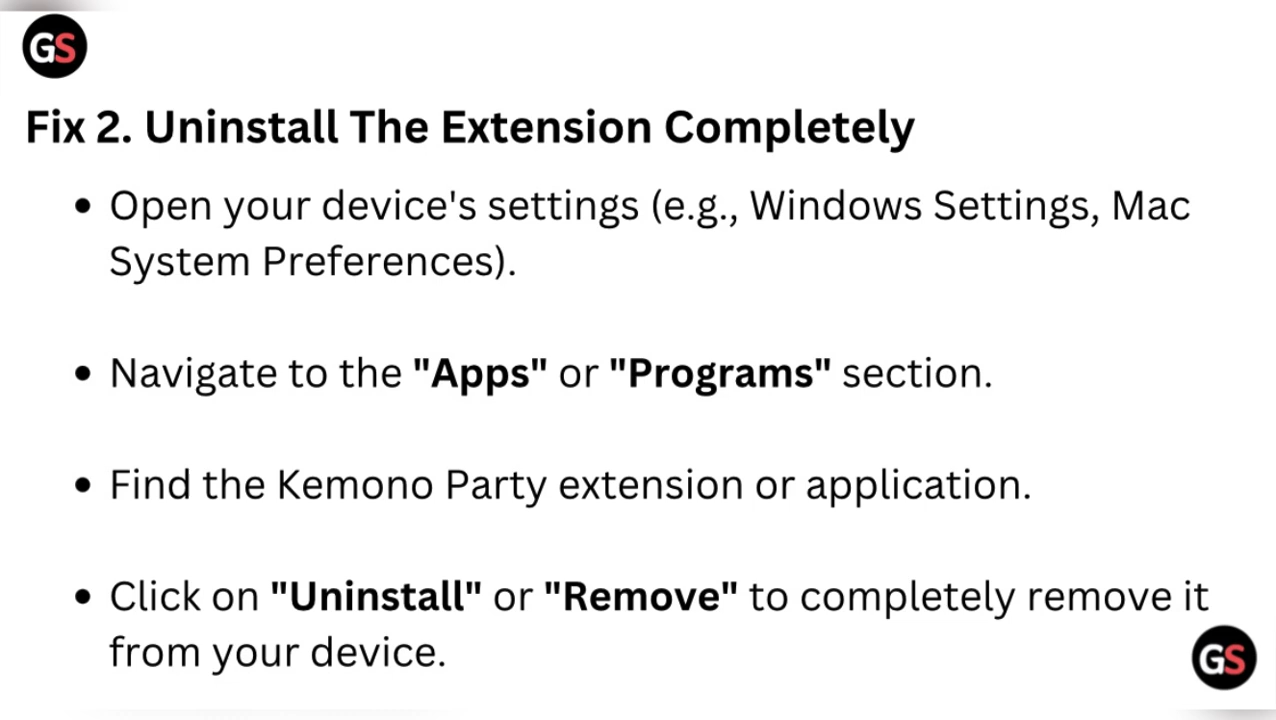 GS
Fix 2. Uninstall The Extension Completely
• Open your device's settings (e.g., Windows Settings, Mac
System Preferences).
• Navigate to the "Apps" or "Programs" section.
• Find the Kemono Party extension or application.
• Click on "Uninstall" or "Remove" to completely remove it
from your device.
GS